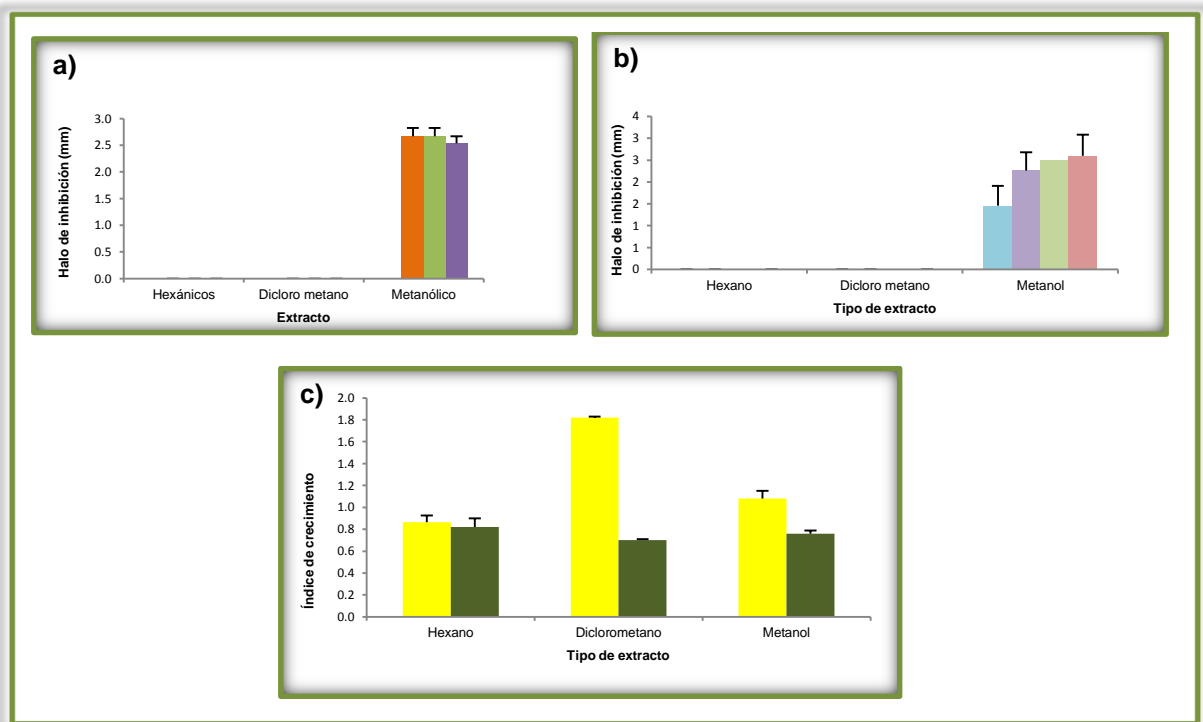 a)
Halo de inhibición (mm)
3.0
2.5
2.0
1.5
1.0
0.5
0.0
Hexánicos
Dicloro metano
Metanólico
Extracto
b)
Halo de inhibición (mm)
4
3
3
2
2
1
1
0
Hexano
Dicloro metano
Metanol
Tipo de extracto
c)
Índice de crecimiento
2.0
1.8
1.6
1.4
1.2
1.0
0.8
0.6
0.4
0.2
0.0
Hexano
Diclorometano
Metanol
Tipo de extracto